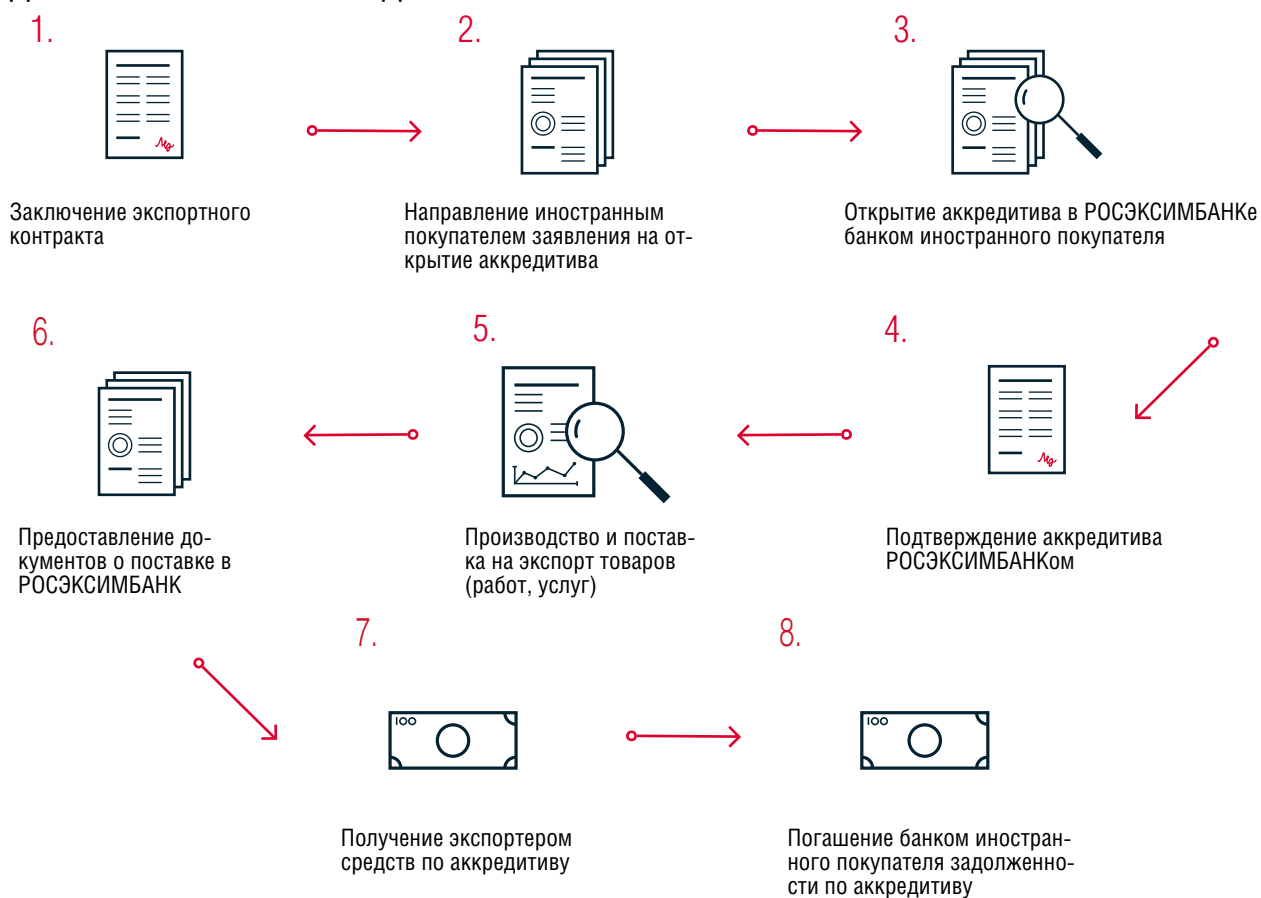 1.
Заключение экспортного
контракта
2.
Направление иностранным
покупателем заявления на от-
крытие аккредитива
3.
Открытие аккредитива в РОСЭКСИМБАНКе
банком иностранного покупателя
4.
Подтверждение аккредитива
РОСЭКСИМБАНКом
5.
Производство и постав-
ка на экспорт товаров
(работ, услуг)
6.
Предоставление до-
кументов о поставке в
РОСЭКСИМБАНК
7.
100
Получение экспортером
средств по аккредитиву
8.
100
Погашение банком иностран-
ного покупателя задолженно-
сти по аккредитиву